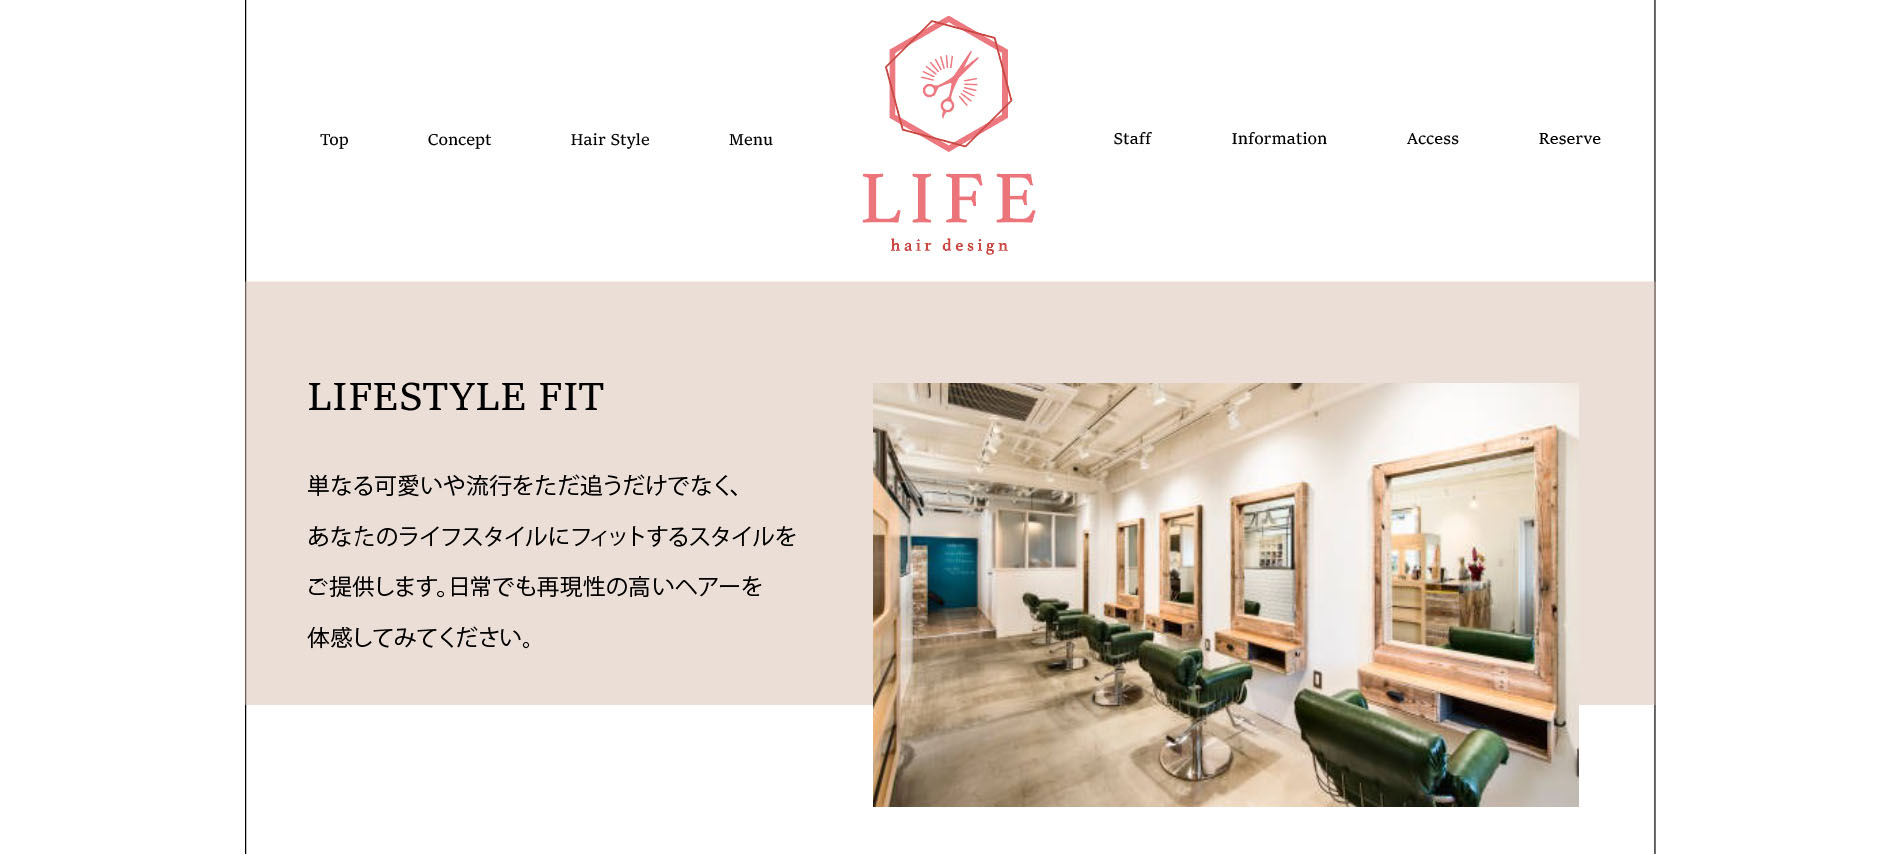 Top
Concept
Hair Style
Menu
LIFE
hair design
Staff
Information
Access
Reserve
LIFESTYLE FIT
単なる可愛いや流行をただ追うだけでなく、
あなたのライフスタイルにフィットするスタイルを
ご提供します。日常でも再現性の高いヘアーを
体感してみてください。